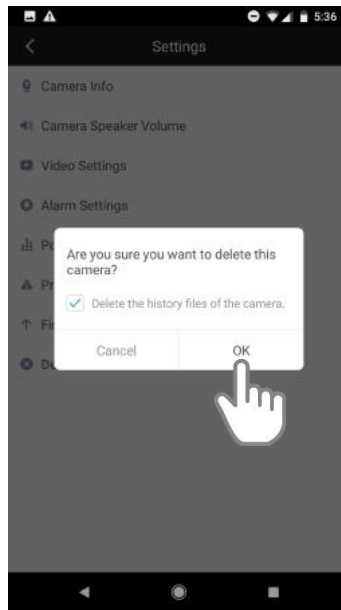 5:36
Settings
Camera Info
Camera Speaker Volume
Video Settings
Alarm Settings
Are you sure you want to delete this
camera?
Delete the history files of the camera.
Cancel OK